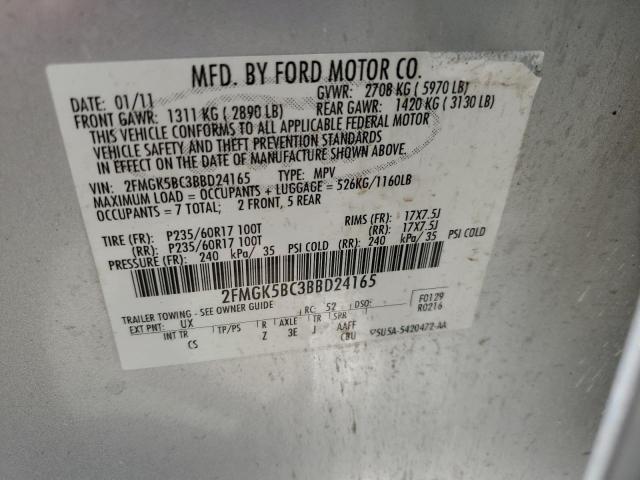 MFD. BY FORD MOTOR CO.
DATE: 01/11 GVWR: 2708 KG ( 5970 LB)
FRONT GAWR: 1311 KG ( 2890 LB) REAR GAWR: 1420 KG ( 3130 LB)
THIS VEHICLE CONFORMS TO ALL APPLICABLE FEDERAL MOTOR
VEHICLE SAFETY AND THEFT PREVENTION STANDARDS
IN EFFECT ON THE DATE OF MANUFACTURE SHOWN ABOVE.
VIN: 2FMGK5BC3BBD24165 TYPE: MPV
MAXIMUM LOAD = OCCUPANTS + LUGGAGE = 526KG/1160LB
OCCUPANTS = 7 TOTAL; 2 FRONT, 5 REAR
TIRE (FR): P235/60R17 100T RIMS (FR): 17X7.5J
(RR): P235/60R17 100T (RR): 17X7.5J
PRESSURE (FR): 240 kPa/ 35 PSI COLD (RR): 240 kPa/ 35 PSI COLD
2FMGK5BC3BBD24165
TRAILER TOWING - SEE OWNER GUIDE RC: 52 DSO: F0129
EXT PNT: UX R0216
INT TR TP/PS R AXLE TR SPR
CS Z 3E J AAFF
CBU 5U5A-5420472-AA